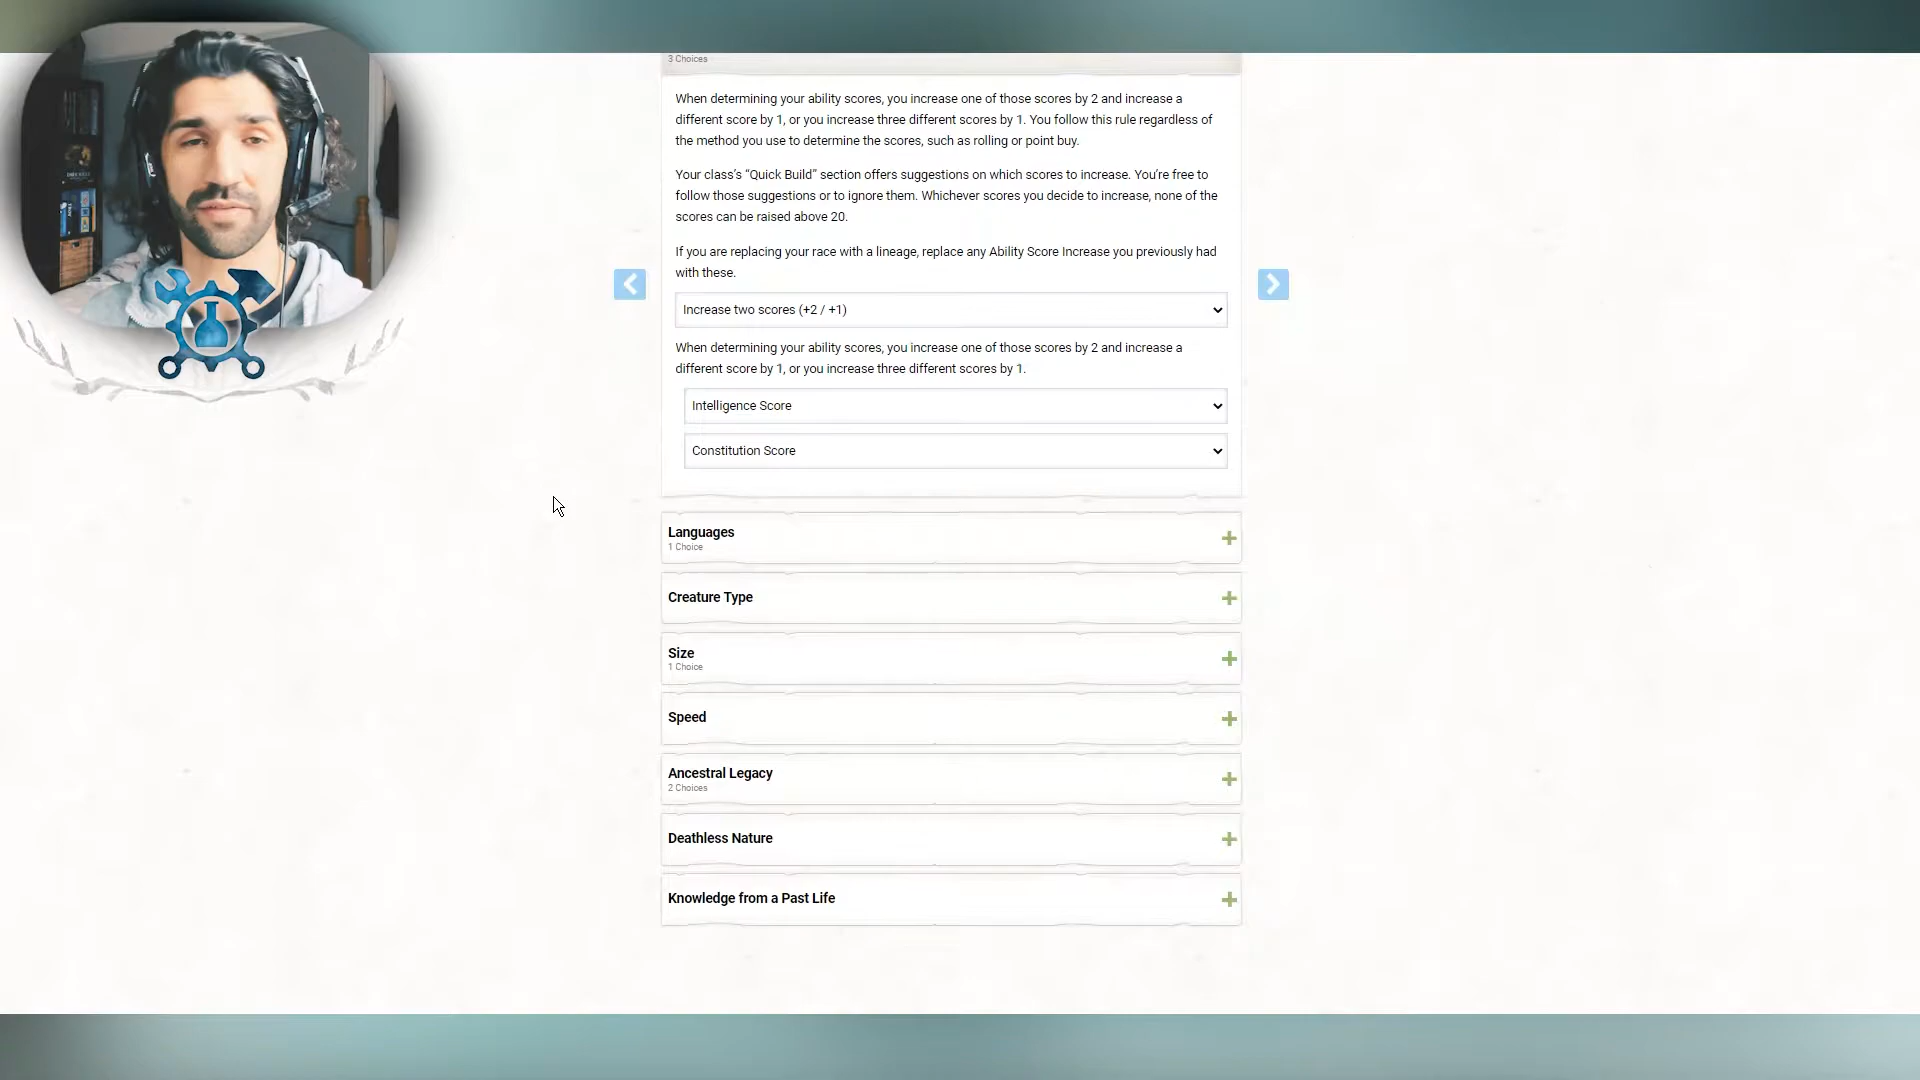 3 Choices
When determining your ability scores, you increase one of those scores by 2 and increase a
different score by 1, or you increase three different scores by 1. You follow this rule regardless of
the method you use to determine the scores, such as rolling or point buy.
Your class's “Quick Build” section offers suggestions on which scores to increase. You're free to
follow those suggestions or to ignore them. Whichever scores you decide to increase, none of the
scores can be raised above 20.
If you are replacing your race with a lineage, replace any Ability Score Increase you previously had
with these.
Increase two scores (+2 / +1)
When determining your ability scores, you increase one of those scores by 2 and increase a
different score by 1, or you increase three different scores by 1.
Intelligence Score
Constitution Score
Languages
1 Choice
Creature Type
Size
1 Choice
Speed
Ancestral Legacy
2 Choices
Deathless Nature
Knowledge from a Past Life